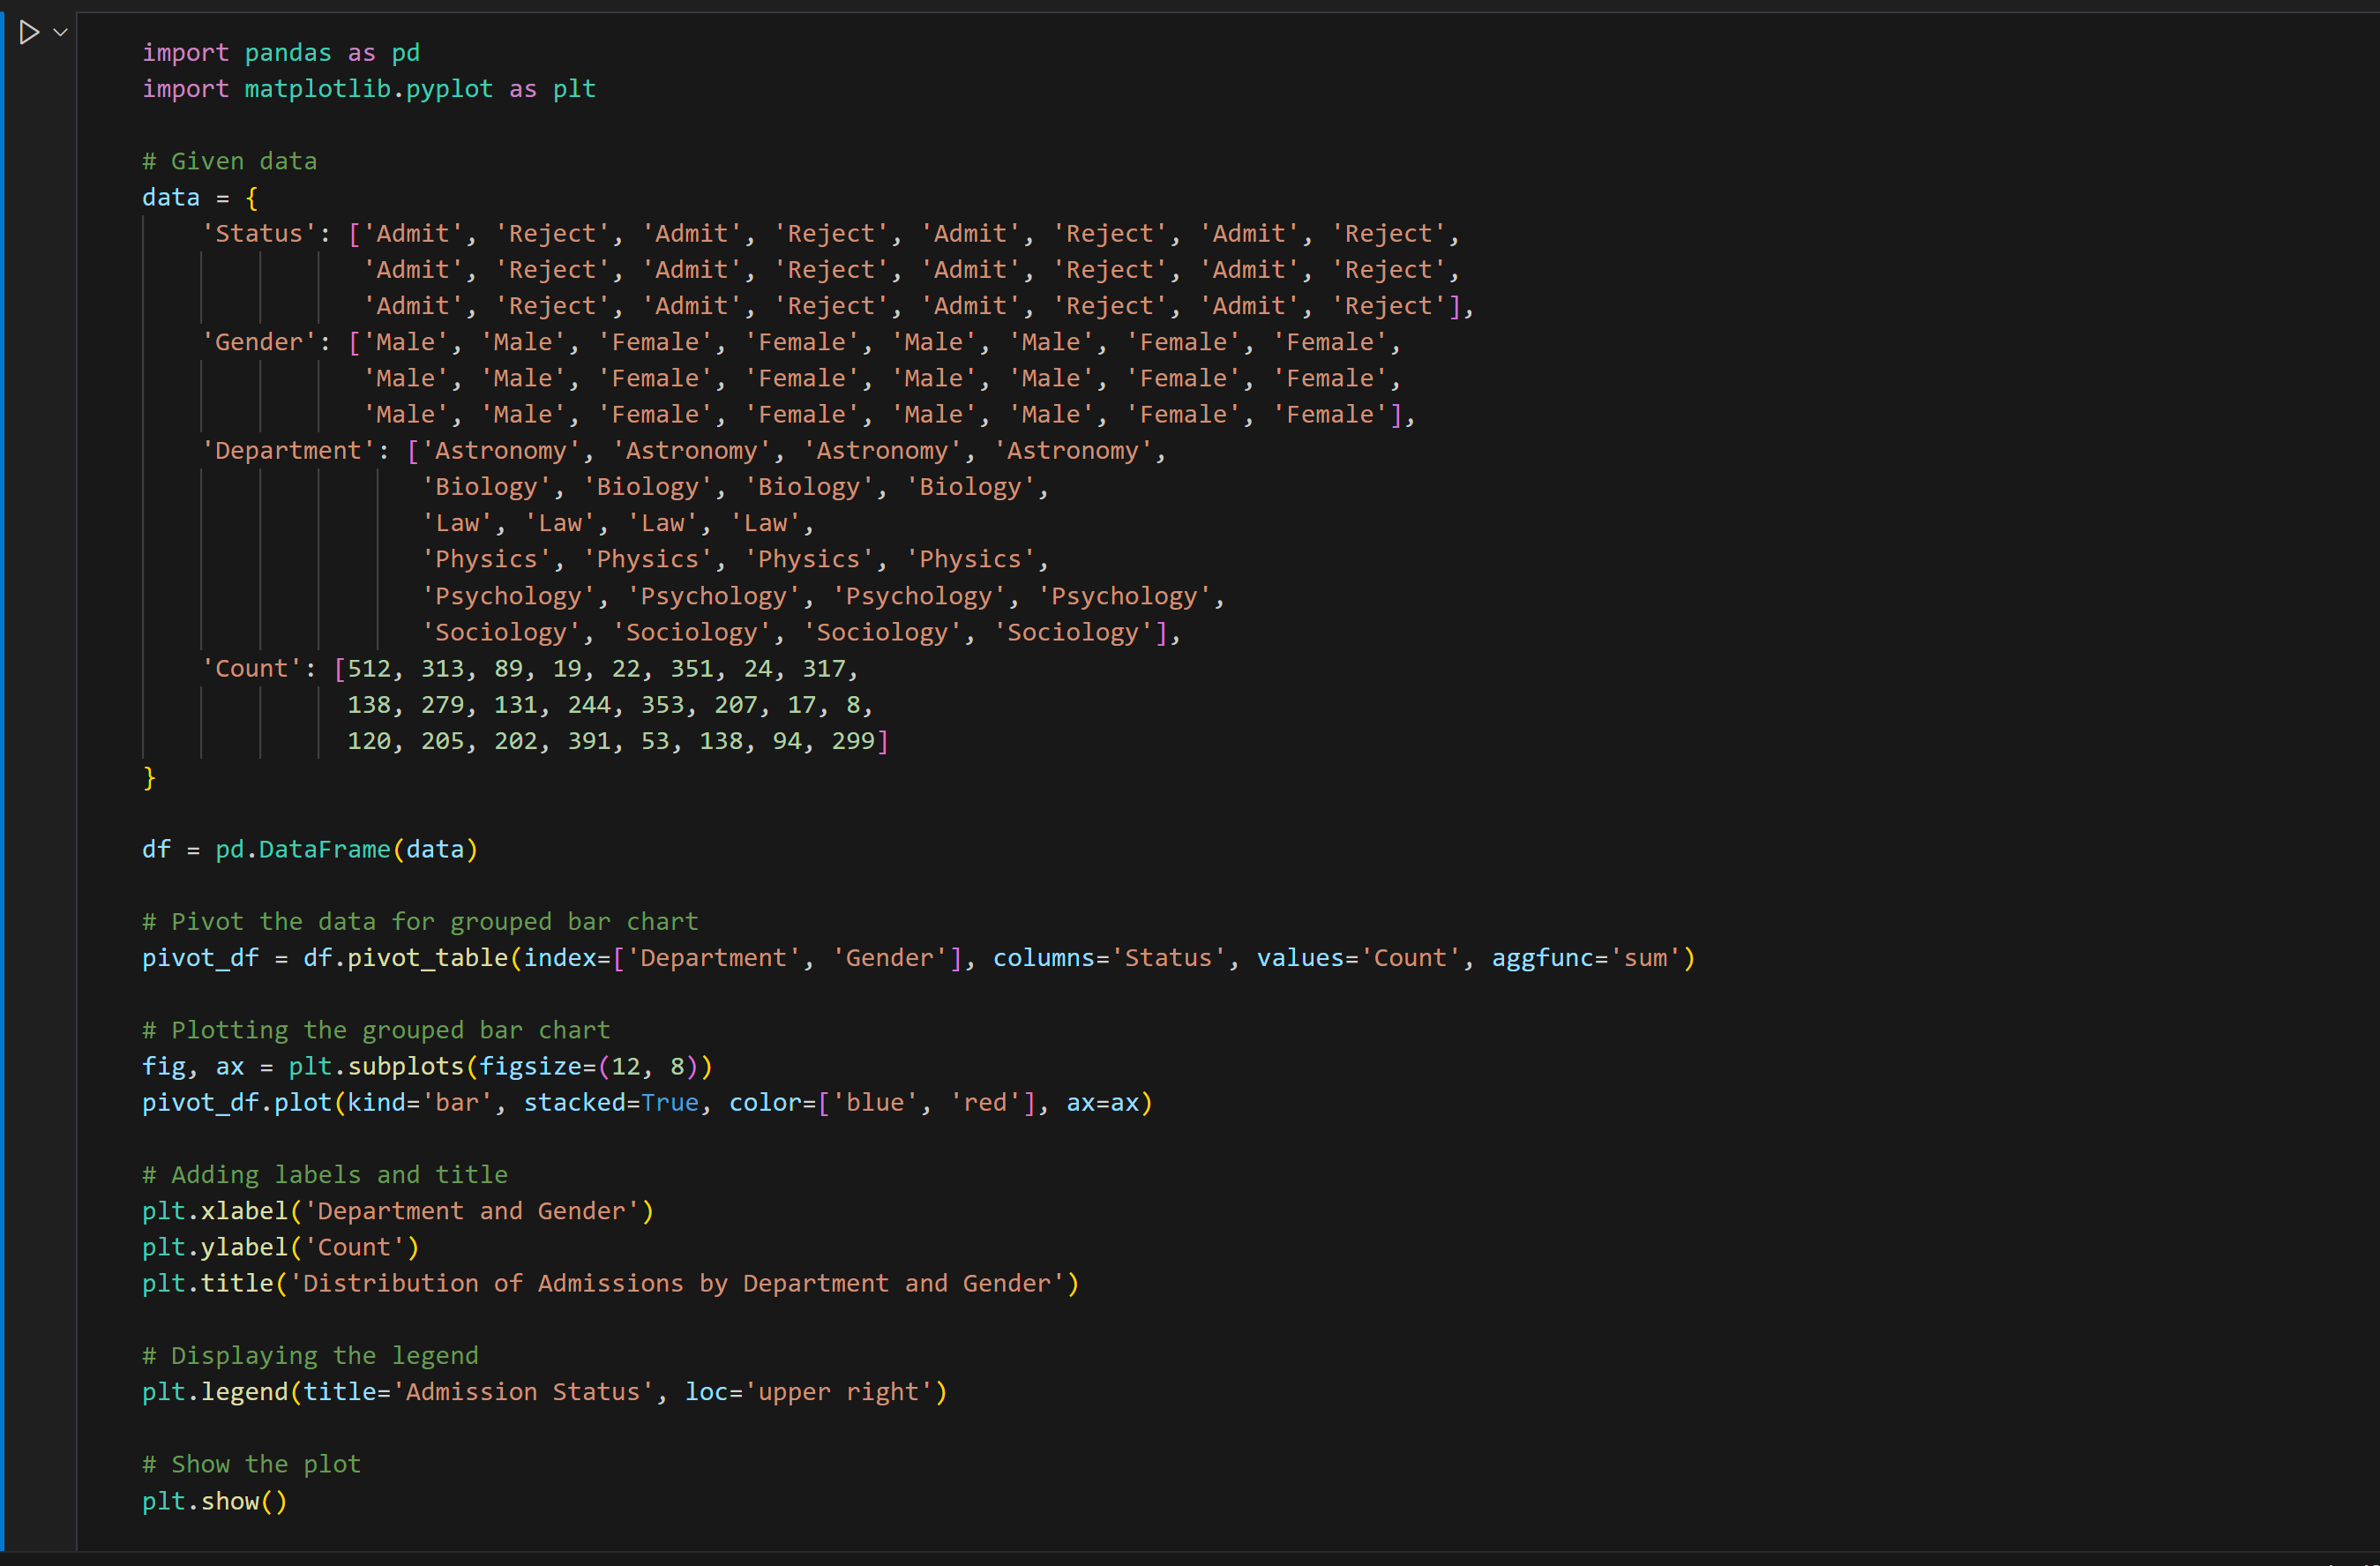 import pandas as pd
import matplotlib.pyplot as plt
# Given data
data = {
'Status': ['Admit', 'Reject', 'Admit', 'Reject', 'Admit', 'Reject', 'Admit', 'Reject',
'Admit', 'Reject', 'Admit', 'Reject', 'Admit', 'Reject', 'Admit', 'Reject',
'Admit', 'Reject', 'Admit', 'Reject', 'Admit', 'Reject', 'Admit', 'Reject'],
'Gender': ['Male', 'Male', 'Female', 'Female', 'Male', 'Male', 'Female', 'Female',
'Male', 'Male', 'Female', 'Female', 'Male', 'Male', 'Female', 'Female',
'Male', 'Male', 'Female', 'Female', 'Male', 'Male', 'Female', 'Female'],
'Department': ['Astronomy', 'Astronomy', 'Astronomy', 'Astronomy',
'Biology', 'Biology', 'Biology', 'Biology',
'Law', 'Law', 'Law', 'Law',
'Physics', 'Physics', 'Physics', 'Physics',
'Psychology', 'Psychology', 'Psychology', 'Psychology',
'Sociology', 'Sociology', 'Sociology', 'Sociology'],
'Count': [512, 313, 89, 19, 22, 351, 24, 317,
138, 279, 131, 244, 353, 207, 17, 8,
120, 205, 202, 391, 53, 138, 94, 299]
}
df = pd.DataFrame(data)
# Pivot the data for grouped bar chart
pivot_df = df.pivot_table(index=['Department', 'Gender'], columns='Status', values='Count', aggfunc='sum')
# Plotting the grouped bar chart
fig, ax = plt.subplots(figsize=(12, 8))
pivot_df.plot(kind='bar', stacked=True, color=['blue', 'red'], ax=ax)
# Adding labels and title
plt.xlabel('Department and Gender')
plt.ylabel('Count')
plt.title('Distribution of Admissions by Department and Gender')
# Displaying the legend
plt.legend(title='Admission Status', loc='upper right')
# Show the plot
plt.show()